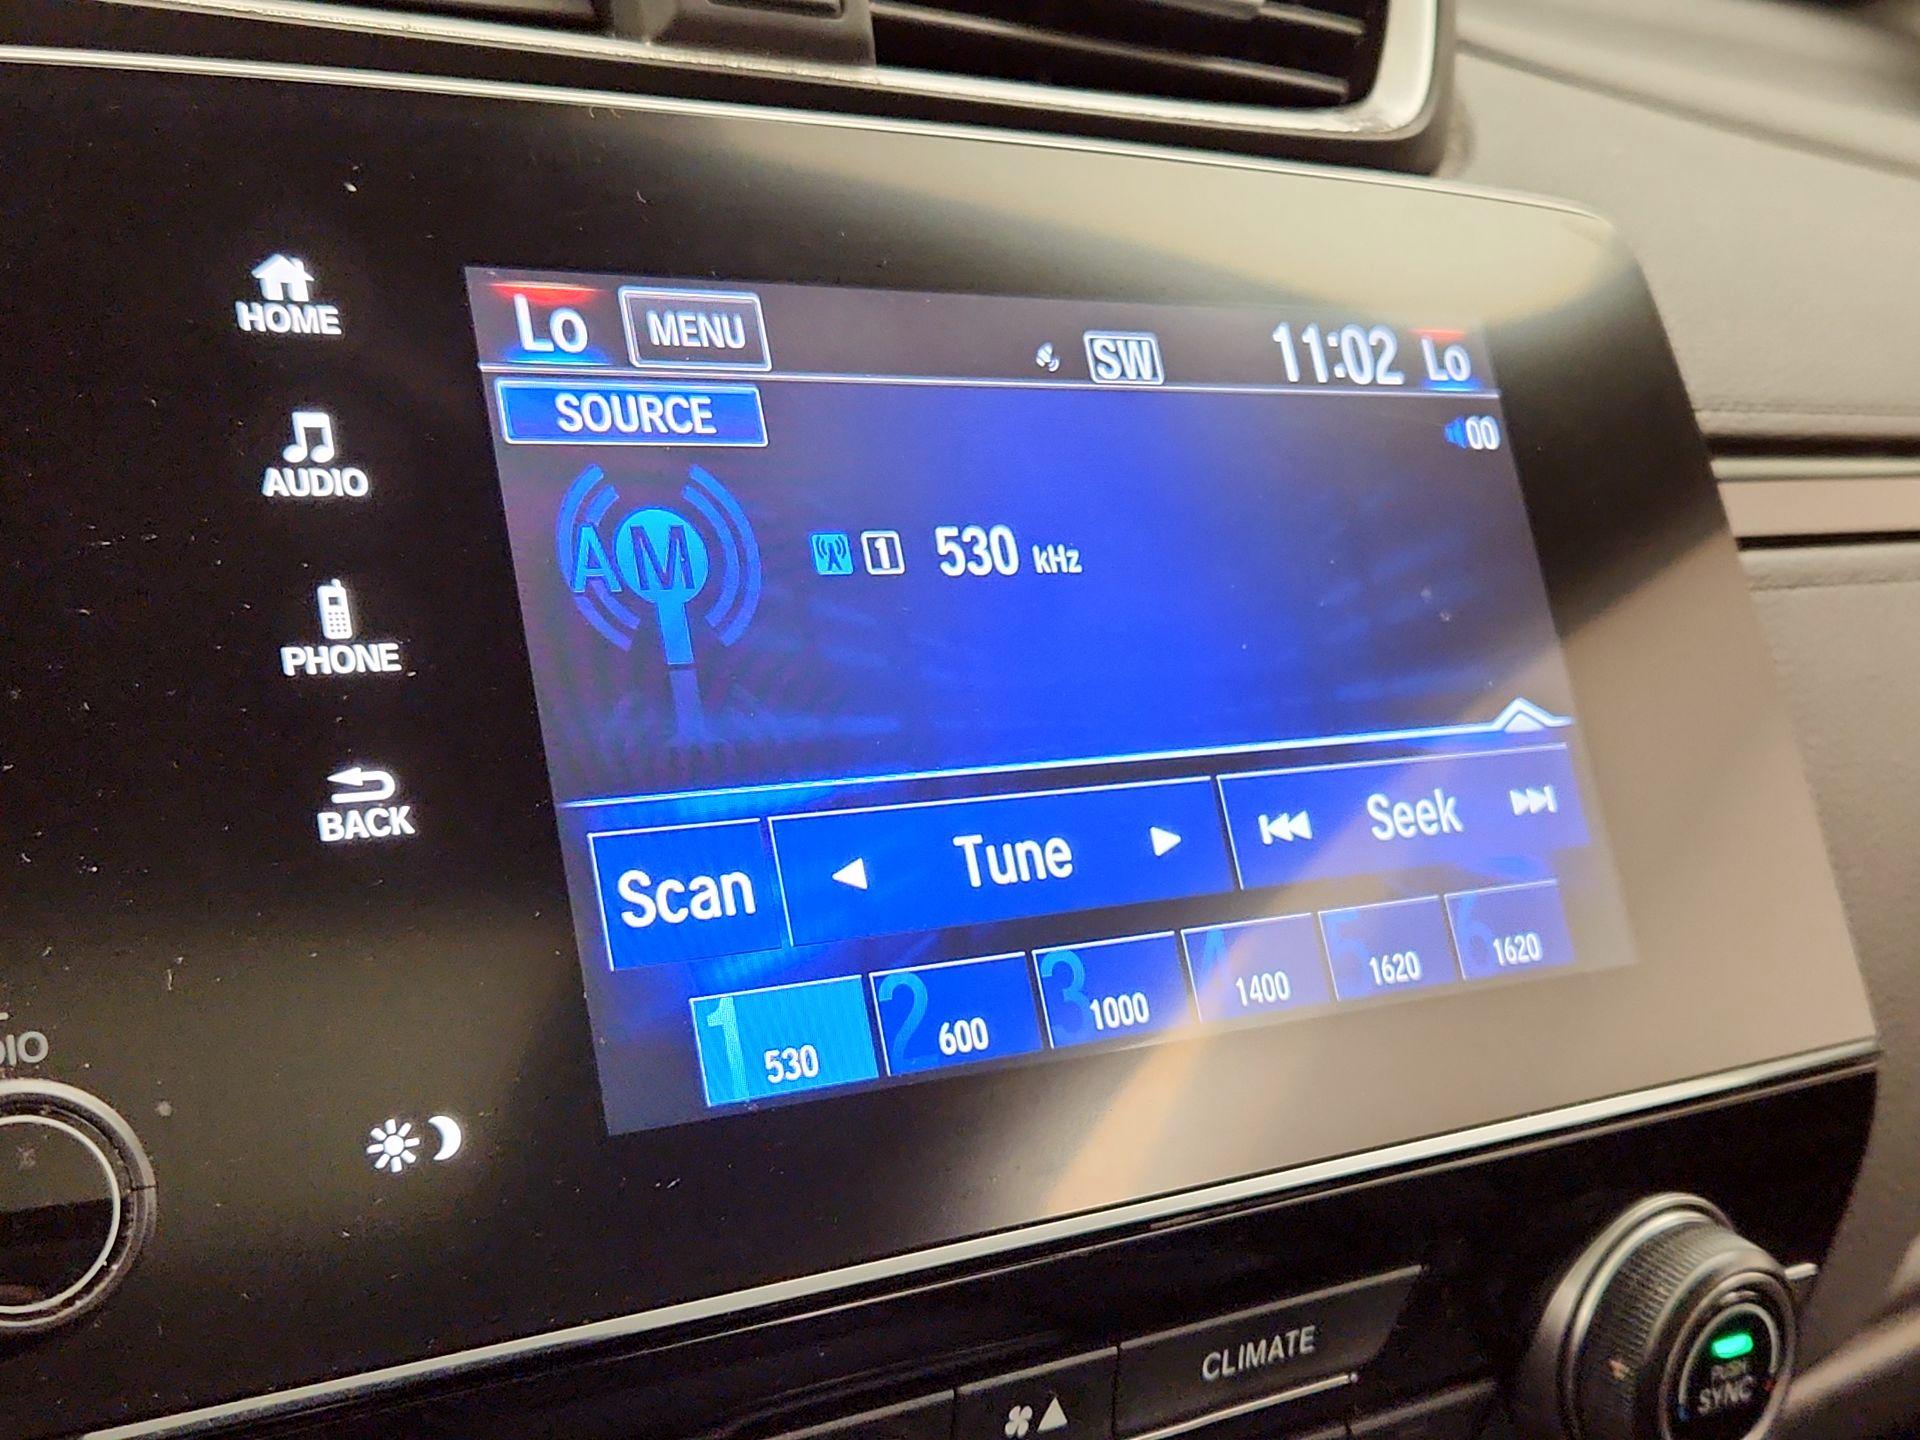 HOME
AUDIO
PHONE
BACK
Lo MENU SW 11:02 Lo
SOURCE
00
AM
1 530 kHz
Scan Tune Seek
1 530
2 600
3 1000
4 1400
5 1620
6 1620
CLIMATE
SYNC